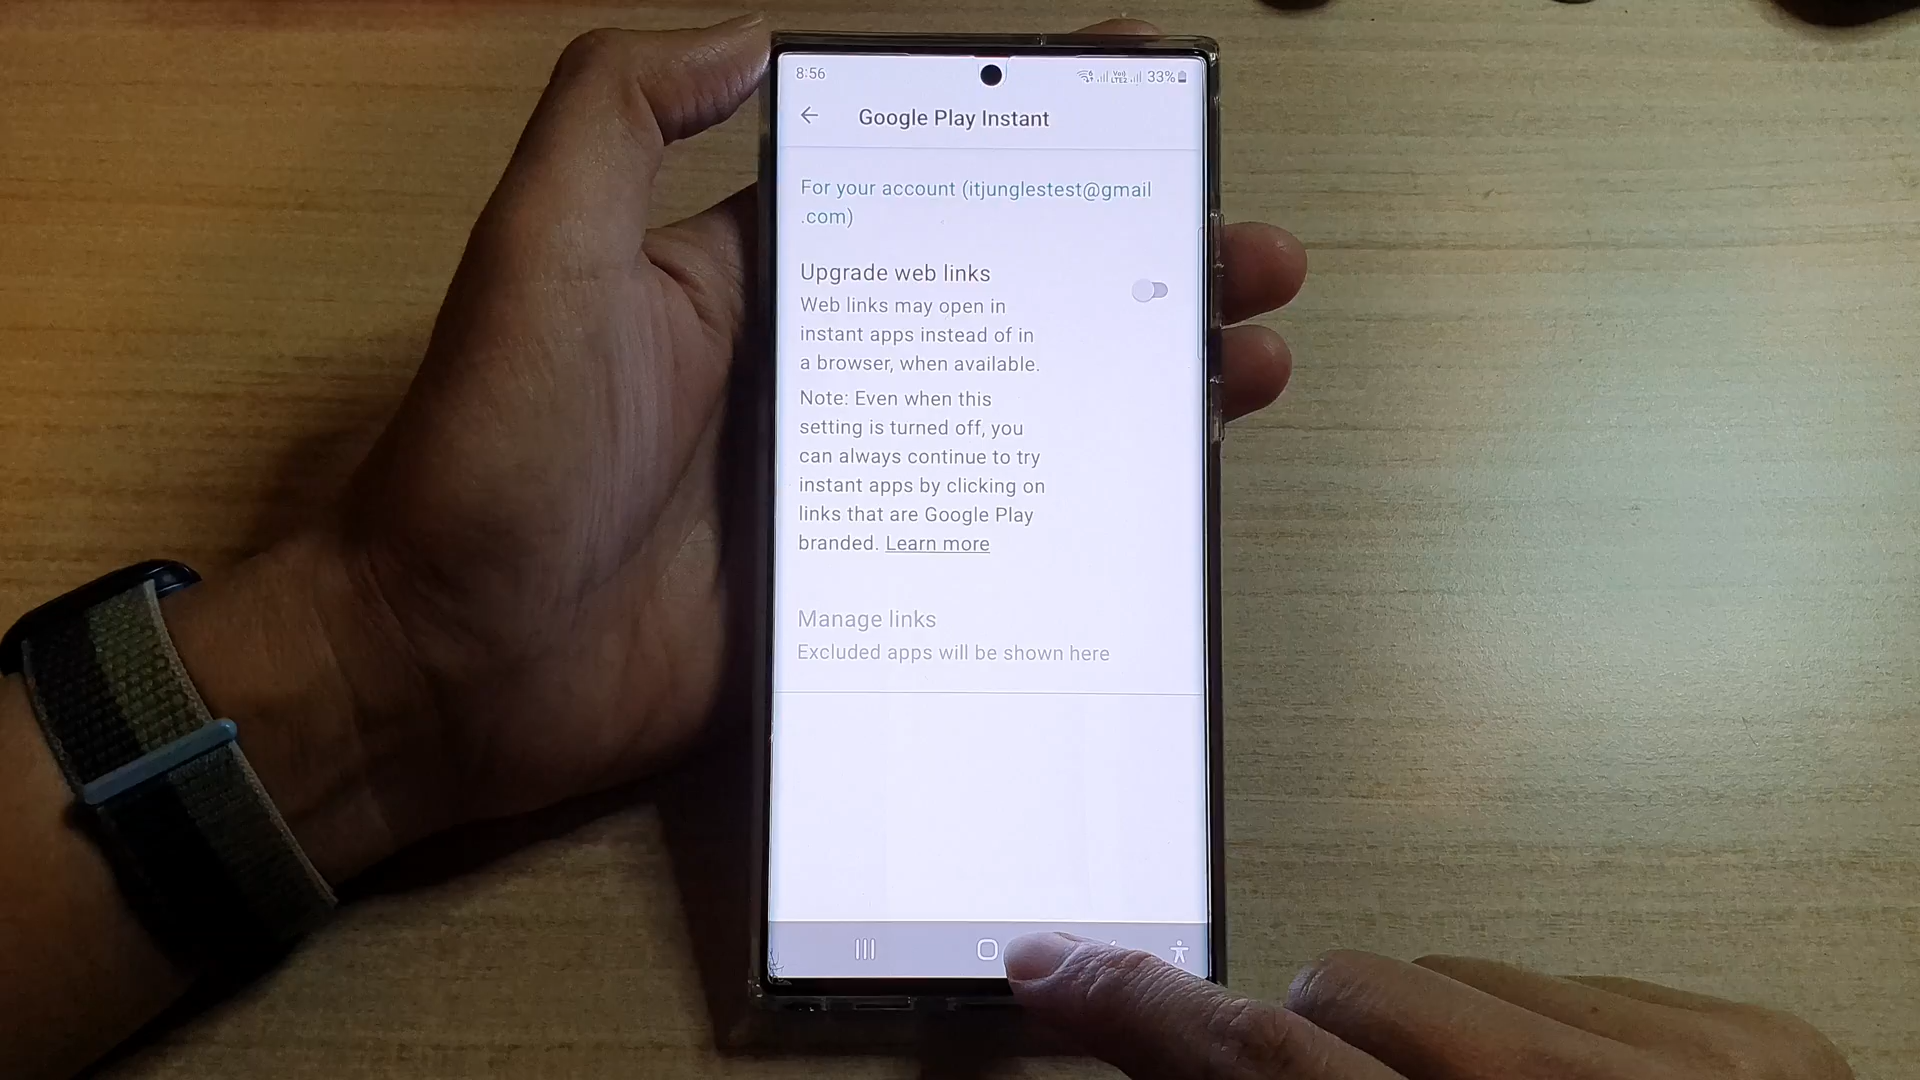 8:56
Vo))
LTE2
33%
Google Play Instant
For your account (itjunglestest@gmail
.com)
Upgrade web links
Web links may open in
instant apps instead of in
a browser, when available.
Note: Even when this
setting is turned off, you
can always continue to try
instant apps by clicking on
links that are Google Play
branded. Learn more
Manage links
Excluded apps will be shown here